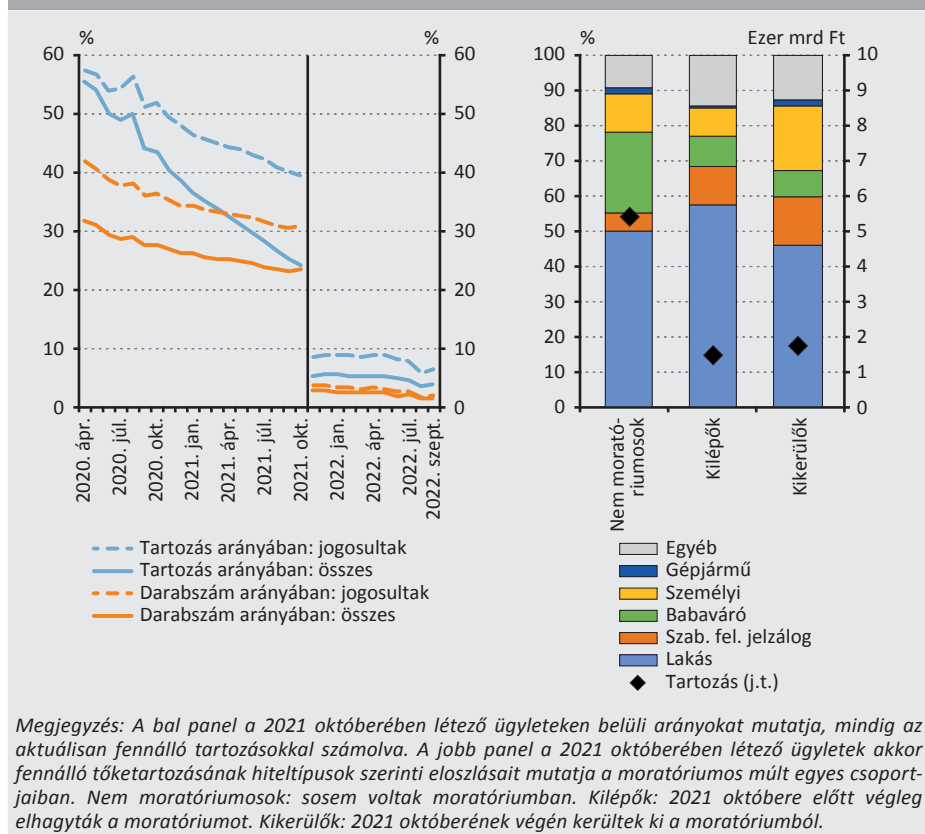 % %
60 60
50 50
40 40
30 30
20 20
10 10
0 0
2020. ápr.
2020. júl.
2020. okt.
2021. jan.
2021. ápr.
2021. júl.
2021. okt.
2022. jan.
2022. ápr.
2022. júl.
2022. szept.
Tartozás arányában: jogosultak
Tartozás arányában: összes
Darabszám arányában: jogosultak
Darabszám arányában: összes
% Ezer mrd Ft
100 10
90 9
80 8
70 7
60 6
50 5
40 4
30 3
20 2
10 1
0 0
Nem morató-
riumosok
Kilépők
Kikerülők
Egyéb
Gépjármű
Személyi
Babaváró
Szab. fel. jelzálog
Lakás
Tartozás (j.t.)
Megjegyzés: A bal panel a 2021 októberében létező ügyleteken belüli arányokat mutatja, mindig az
aktuálisan fennálló tartozásokkal számolva. A jobb panel a 2021 októberében létező ügyletek akkor
fennálló tőketartozásának hiteltípusok szerinti eloszlásait mutatja a moratóriumos múlt egyes csoport-
jaiban. Nem moratóriumosok: sosem voltak moratóriumban. Kilépők: 2021 októbere előtt végleg
elhagyták a moratóriumot. Kikerülők: 2021 októberének végén kerültek ki a moratóriumból.